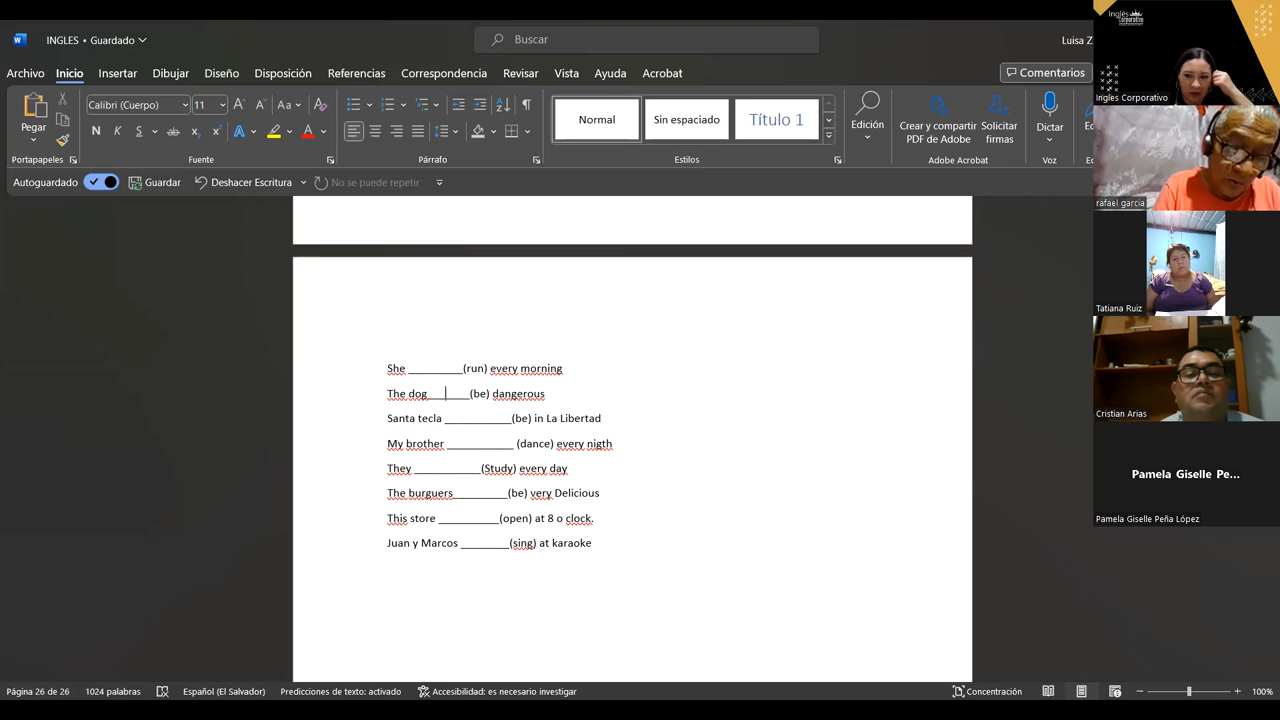 INGLES • Guardado
Buscar
Luisa Z
Archivo Inicio Insertar Dibujar Diseño Disposición Referencias Correspondencia Revisar Vista Ayuda Acrobat
Comentarios
Pegar
Calibri (Cuerpo) 11
Normal
Sin espaciado
Título 1
Edición
Crear y compartir PDF de Adobe
Solicitar firmas
Dictar
Portapapeles Fuente Párrafo Estilos Adobe Acrobat Voz
Autoguardado Guardar Deshacer Escritura No se puede repetir
She _________(run) every morning
The dog_______(be) dangerous
Santa tecla ___________(be) in La Libertad
My brother ___________ (dance) every nigth
They ___________(Study) every day
The burguers_________(be) very Delicious
This store __________(open) at 8 o clock.
Juan y Marcos ________(sing) at karaoke
Página 26 de 26 1024 palabras Español (El Salvador) Predicciones de texto: activado Accesibilidad: es necesario investigar Concentración 100%
Inglés Corporativo
Ingles Corporativo
rafael garcia
Tatiana Ruiz
Cristian Arias
Pamela Giselle Pe...
Pamela Giselle Peña López